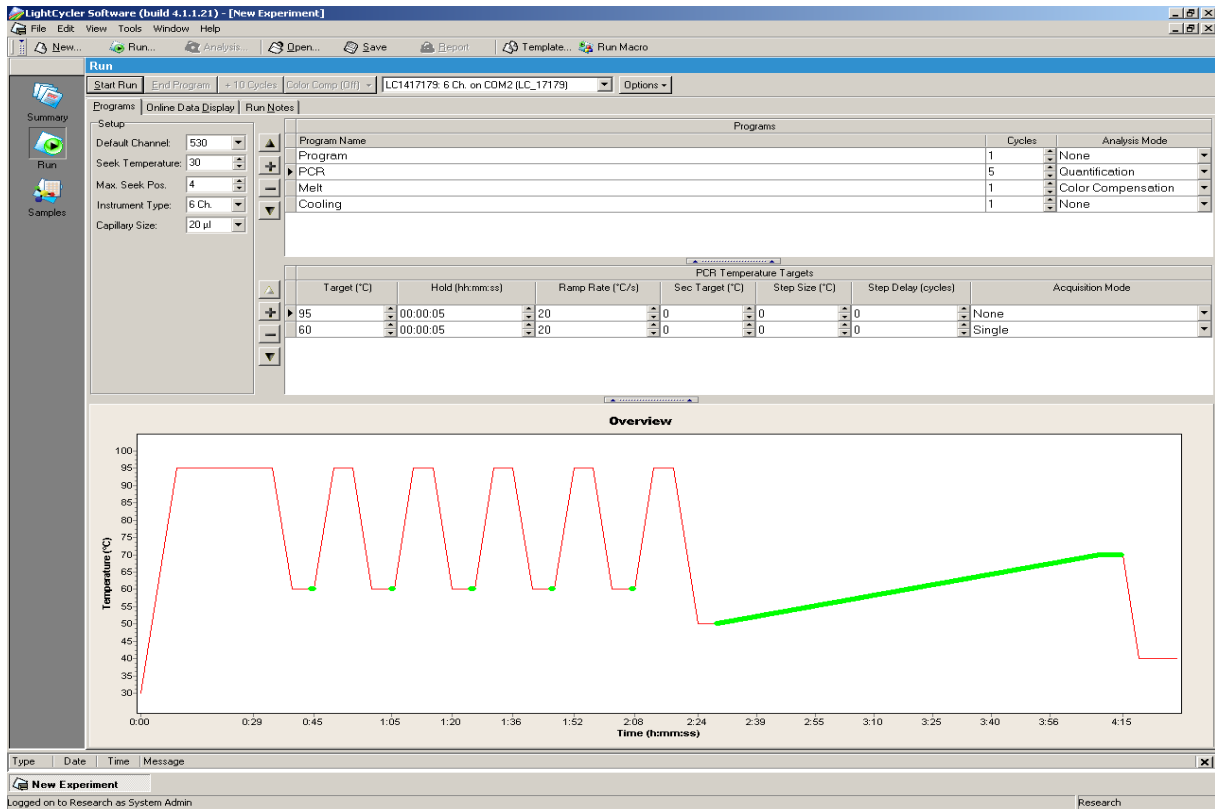 LightCycler Software (build 4.1.1.21) - [New Experiment]
File Edit View Tools Window Help
New... Run... Analysis... Open... Save Report Template... Run Macro
Run
Start Run End Program + 10 Cycles Color Comp (Off) LC1417179: 6 Ch. on COM2 (LC_17179) Options
Programs Online Data Display Run Notes
Summary
Run
Samples
Setup
Default Channel: 530
Seek Temperature: 30
Max. Seek Pos. 4
Instrument Type: 6 Ch.
Capillary Size: 20 µl
Programs
Program Name Cycles Analysis Mode
Program 1 None
PCR 5 Quantification
Melt 1 Color Compensation
Cooling 1 None
PCR Temperature Targets
Target (°C) Hold (hh:mm:ss) Ramp Rate (°C/s) Sec Target (°C) Step Size (°C) Step Delay (cycles) Acquisition Mode
95 00:00:05 20 0 0 0 None
60 00:00:05 20 0 0 0 Single
Overview
100
95
90
85
80
75
70
65
60
55
50
45
40
35
30
Temperature (°C)
0:00 0:29 0:45 1:05 1:20 1:36 1:52 2:08 2:24 2:39 2:55 3:10 3:25 3:40 3:56 4:15
Time (h:mm:ss)
Type Date Time Message
New Experiment
Logged on to Research as System Admin Research